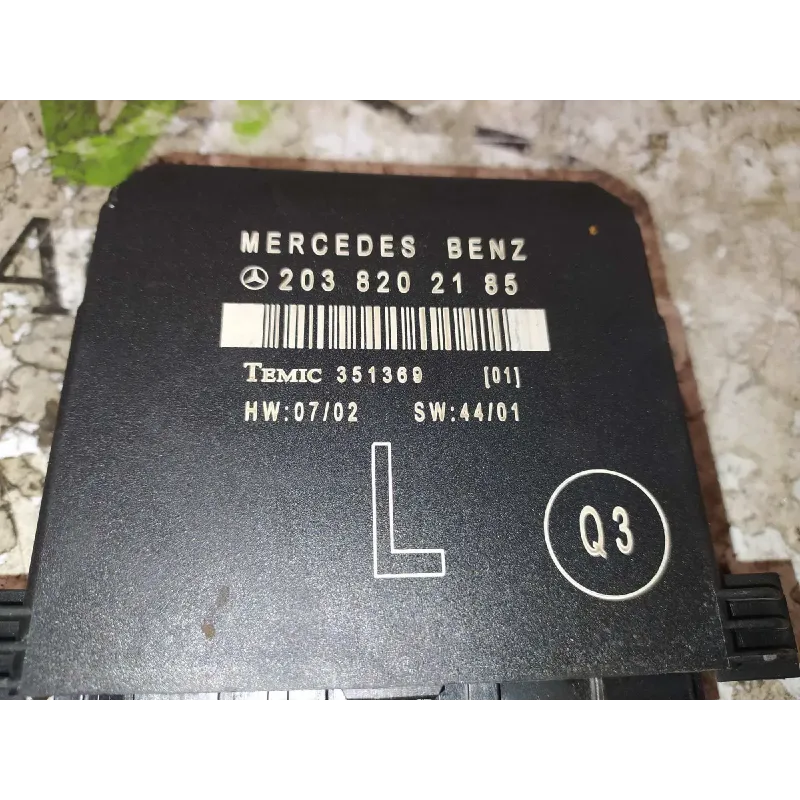 MERCEDES BENZ
203 820 21 85
TEMIC 351369 [01]
HW:07/02 SW:44/01
L
Q3